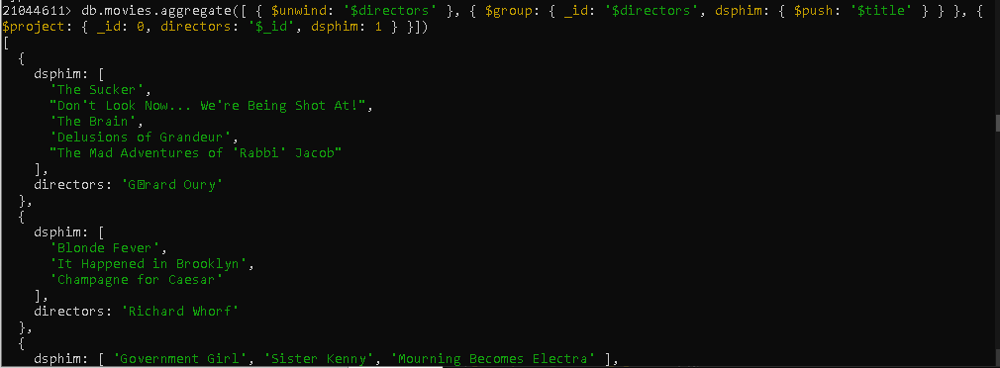 21044611> db.movies.aggregate([ { $unwind: '$directors' }, { $group: { _id: '$directors', dsphim: { $push: '$title' } } }, {
$project: { _id: 0, directors: '$_id', dsphim: 1 } }])
[
  {
    dsphim: [
      'The Sucker',
      "Don't Look Now... We're Being Shot At!",
      'The Brain',
      'Delusions of Grandeur',
      "The Mad Adventures of 'Rabbi' Jacob"
    ],
    directors: 'G�rard Oury'
  },
  {
    dsphim: [
      'Blonde Fever',
      'It Happened in Brooklyn',
      'Champagne for Caesar'
    ],
    directors: 'Richard Whorf'
  },
  {
    dsphim: [ 'Government Girl', 'Sister Kenny', 'Mourning Becomes Electra' ],